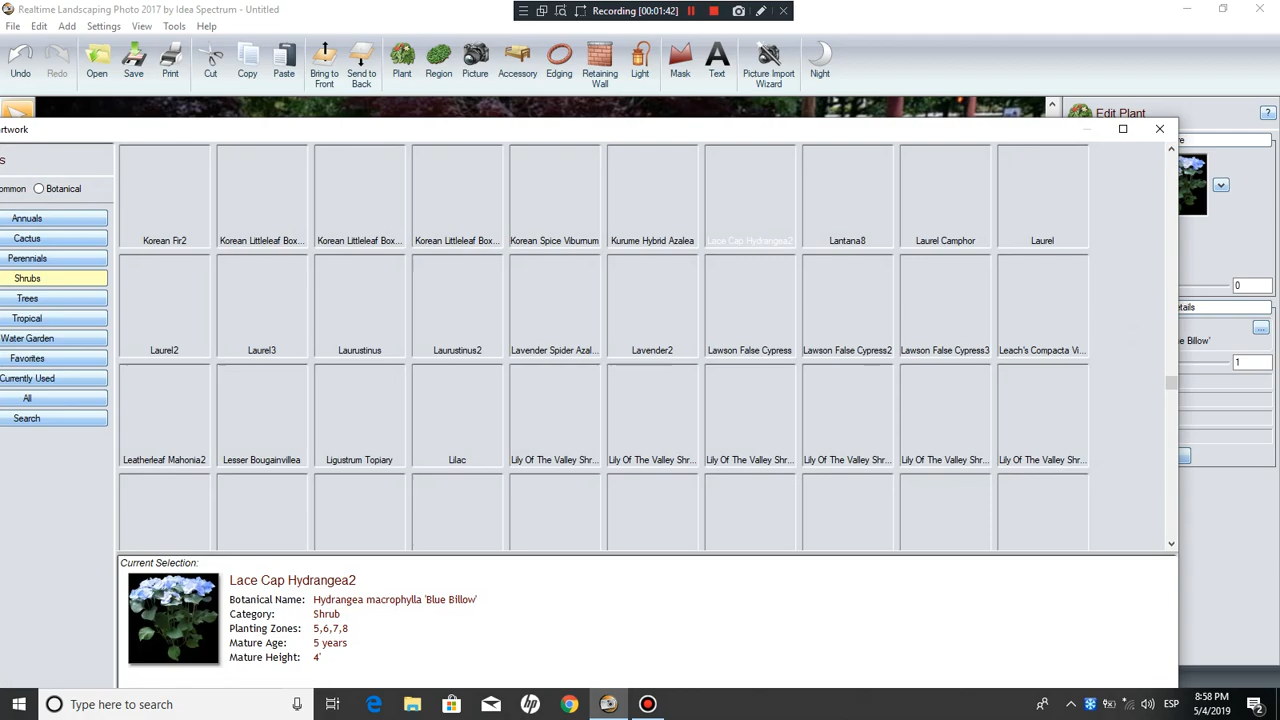 Realtime Landscaping Photo 2017 by Idea Spectrum - Untitled
Recording [00:01:42]
File Edit Add Settings View Tools Help
Undo Redo Open Save Print Cut Copy Paste Bring to Front Send to Back Plant Region Picture Accessory Edging Retaining Wall Light Mask Text Picture Import Wizard Night
Edit Plant ?
rtwork
s
ommon Botanical
Annuals
Cactus
Perennials
Shrubs
Trees
Tropical
Water Garden
Favorites
Currently Used
All
Search
Korean Fir2 Korean Littleleaf Box... Korean Littleleaf Box... Korean Littleleaf Box... Korean Spice Viburnum Kurume Hybrid Azalea Lace Cap Hydrangea2 Lantana8 Laurel Camphor Laurel
Laurel2 Laurel3 Laurustinus Laurustinus2 Lavender Spider Azal... Lavender2 Lawson False Cypress Lawson False Cypress2 Lawson False Cypress3 Leach's Compacta Vi...
Leatherleaf Mahonia2 Lesser Bougainvillea Ligustrum Topiary Lilac Lily Of The Valley Shr... Lily Of The Valley Shr... Lily Of The Valley Shr... Lily Of The Valley Shr... Lily Of The Valley Shr... Lily Of The Valley Shr...
re
0
etails
...
e Billow'
1
Current Selection:
Lace Cap Hydrangea2
Botanical Name: Hydrangea macrophylla 'Blue Billow'
Category: Shrub
Planting Zones: 5,6,7,8
Mature Age: 5 years
Mature Height: 4'
Type here to search
hp
ESP
8:58 PM
5/4/2019
2